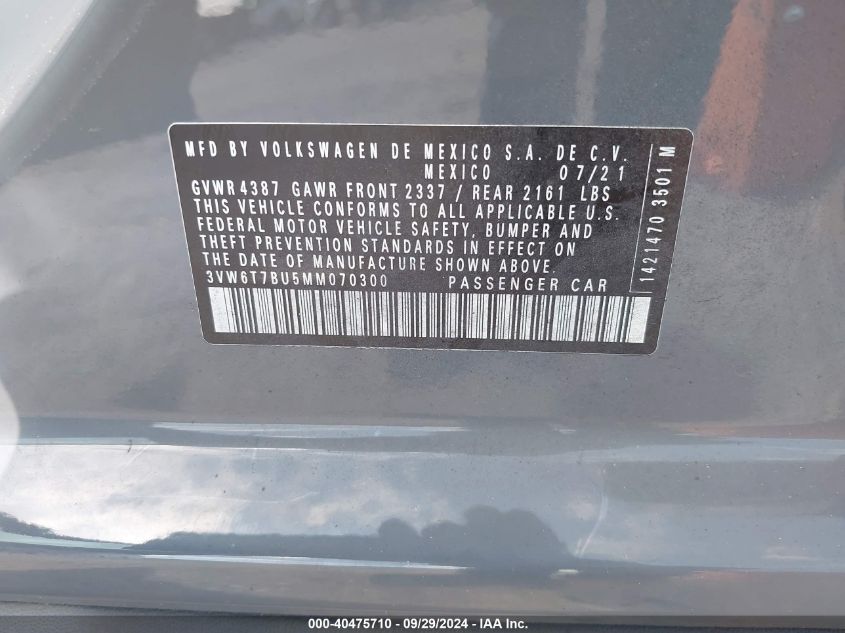 MFD BY VOLKSWAGEN DE MEXICO S.A. DE C.V.
MEXICO 07/21
GVWR 4387 GAWR FRONT 2337 / REAR 2161 LBS
THIS VEHICLE CONFORMS TO ALL APPLICABLE U.S.
FEDERAL MOTOR VEHICLE SAFETY, BUMPER AND
THEFT PREVENTION STANDARDS IN EFFECT ON
THE DATE OF MANUFACTURE SHOWN ABOVE.
3VW6T7BU5MM070300 PASSENGER CAR
1421470 3501 M
000-40475710 - 09/29/2024 - IAA Inc.